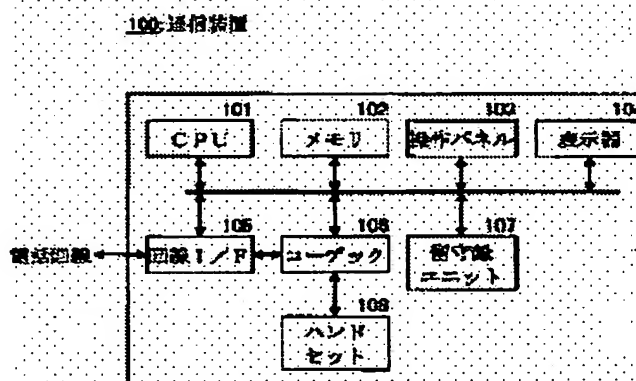 100:通信装置
101 102 103 104
CPU メモリ 操作パネル 表示器
105 106 107
電話回線 回線I/F コーデック 留守録
ユニット
108
ハンド
セット